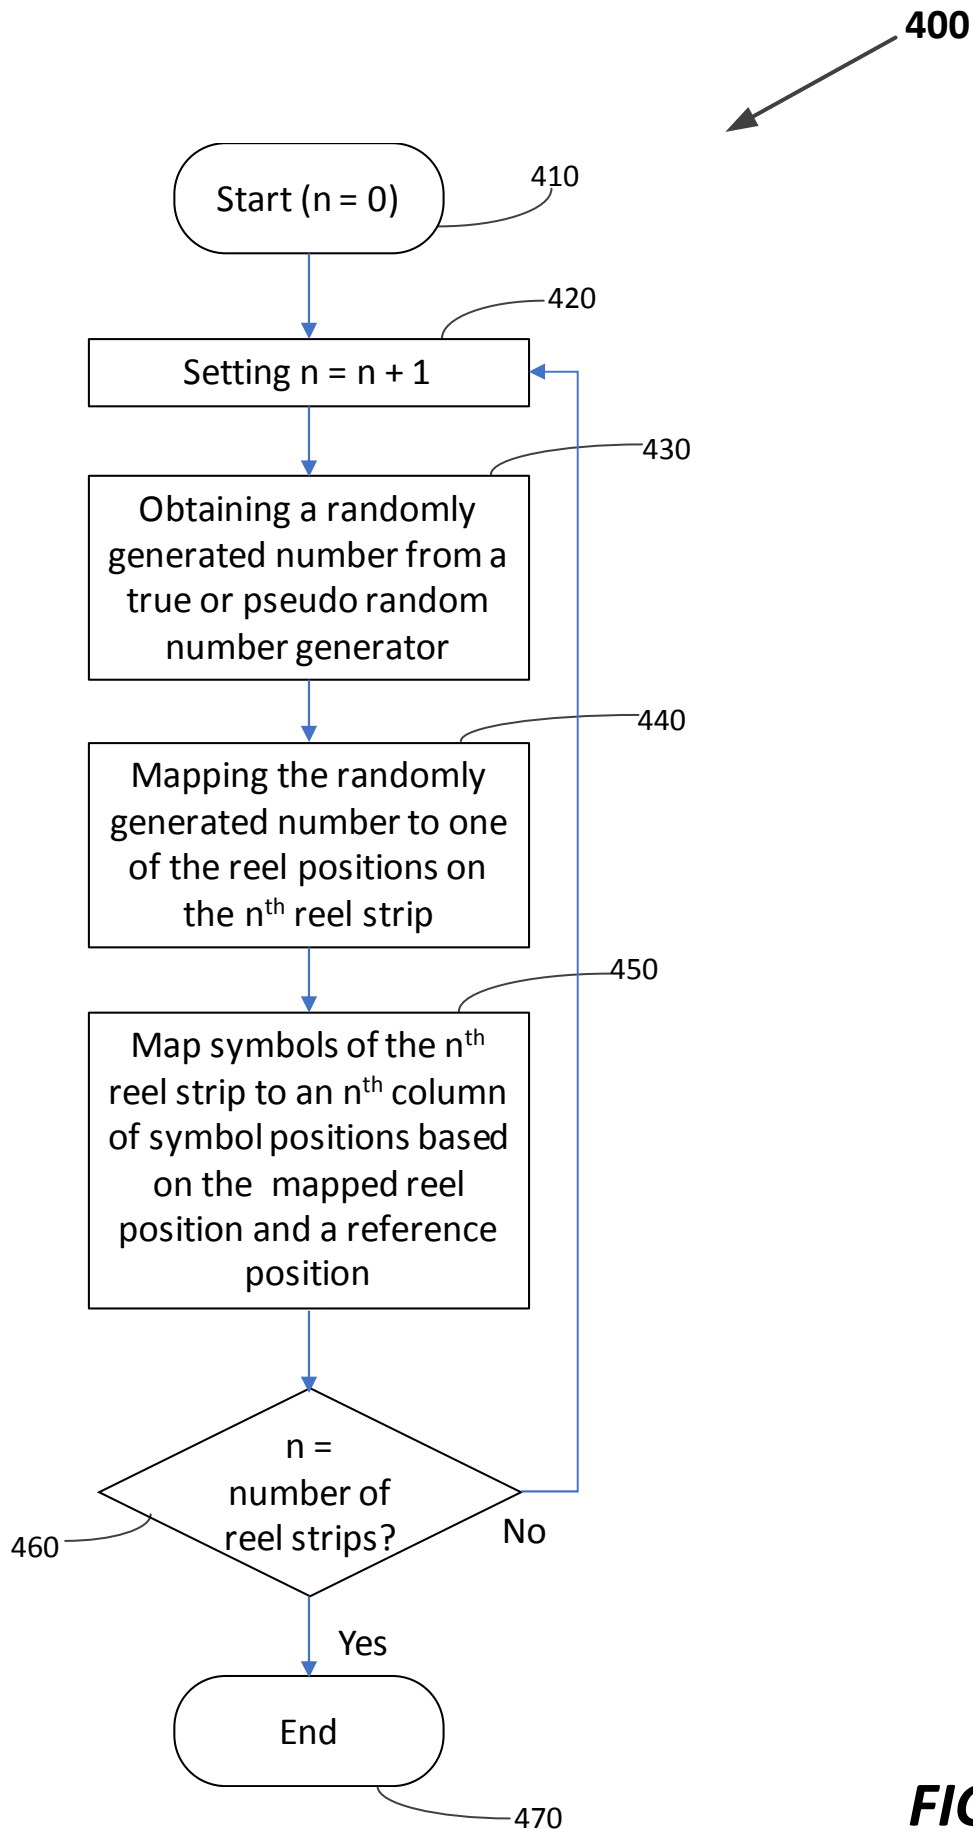 400
Start (n = 0)
410
420
Setting n = n + 1
430
Obtaining a randomly
generated number from a
true or pseudo random
number generator
440
Mapping the randomly
generated number to one
of the reel positions on
the nth reel strip
450
Map symbols of the nth
reel strip to an nth column
of symbol positions based
on the mapped reel
position and a reference
position
n =
number of
reel strips?
460
No
Yes
End
470